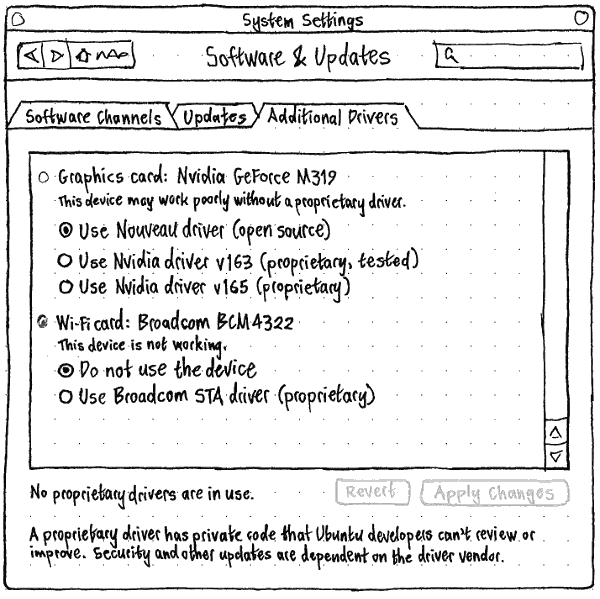 System Settings
Software & Updates
Software Channels
Updates
Additional Drivers
Graphics card: Nvidia GeForce M319
This device may work poorly without a proprietary driver.
Use Nouveau driver (open source)
Use Nvidia driver v163 (proprietary, tested)
Use Nvidia driver v165 (proprietary)
Wi-Fi card: Broadcom BCM4322
This device is not working.
Do not use the device
Use Broadcom STA driver (proprietary)
No proprietary drivers are in use.
Revert
Apply Changes
A proprietary driver has private code that Ubuntu developers can't review or
improve. Security and other updates are dependent on the driver vendor.